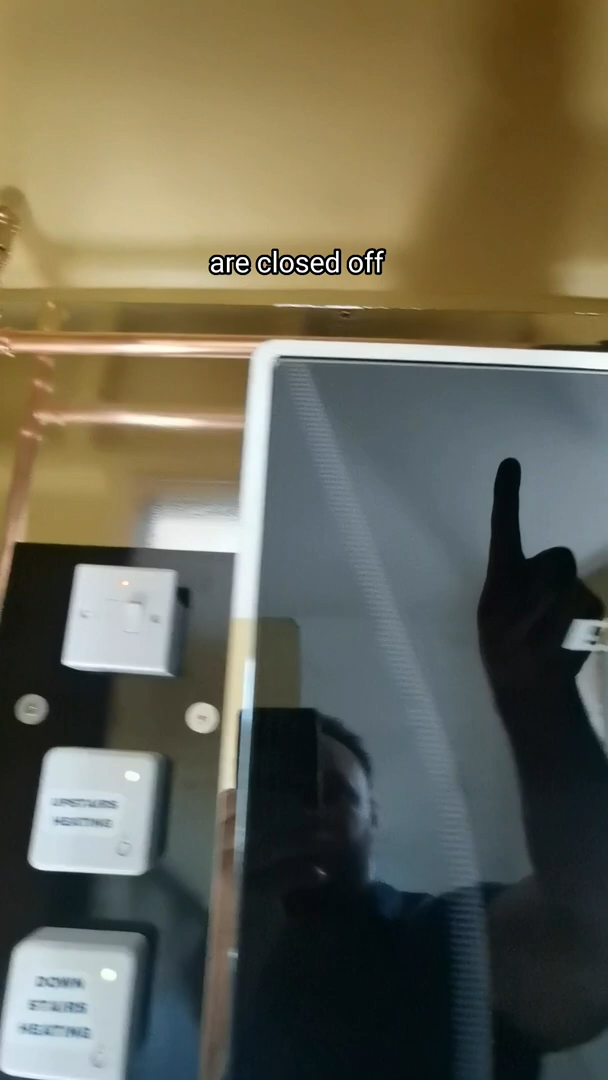 are closed off
UPSTAIRS
HEATING
DOWN
STAIRS
HEATING